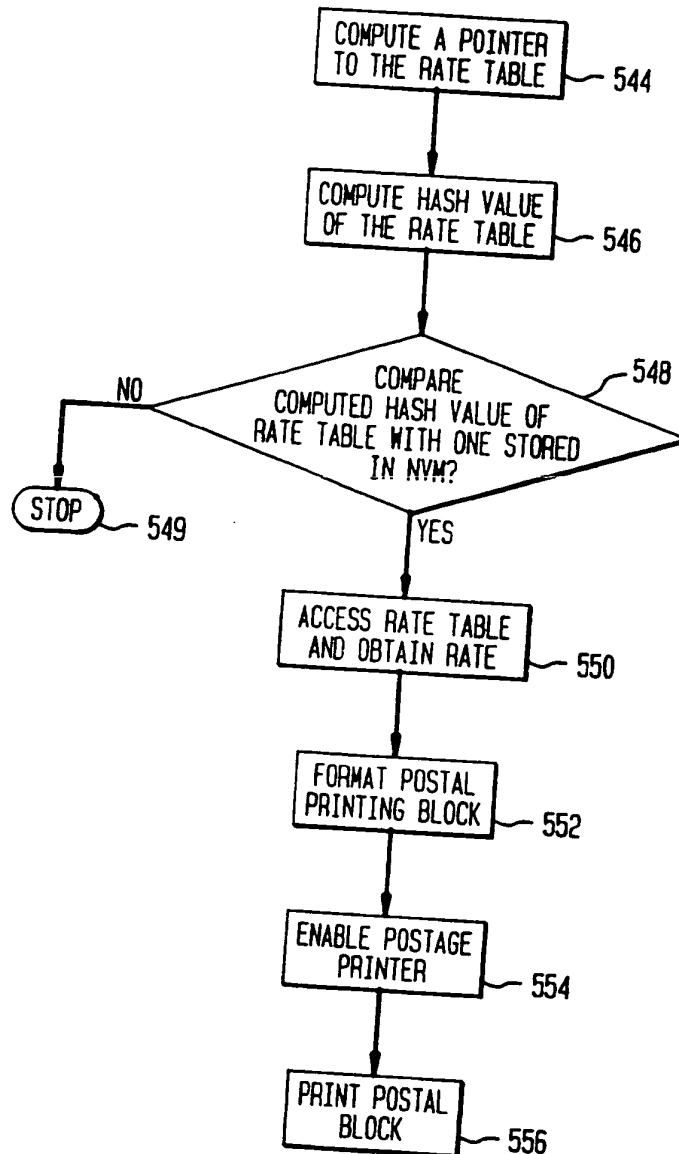 COMPUTE A POINTER
TO THE RATE TABLE
544
COMPUTE HASH VALUE
OF THE RATE TABLE
546
548
NO
COMPARE
COMPUTED HASH VALUE OF
RATE TABLE WITH ONE STORED
IN NVM?
STOP
549
YES
ACCESS RATE TABLE
AND OBTAIN RATE
550
FORMAT POSTAL
PRINTING BLOCK
552
ENABLE POSTAGE
PRINTER
554
PRINT POSTAL
BLOCK
556